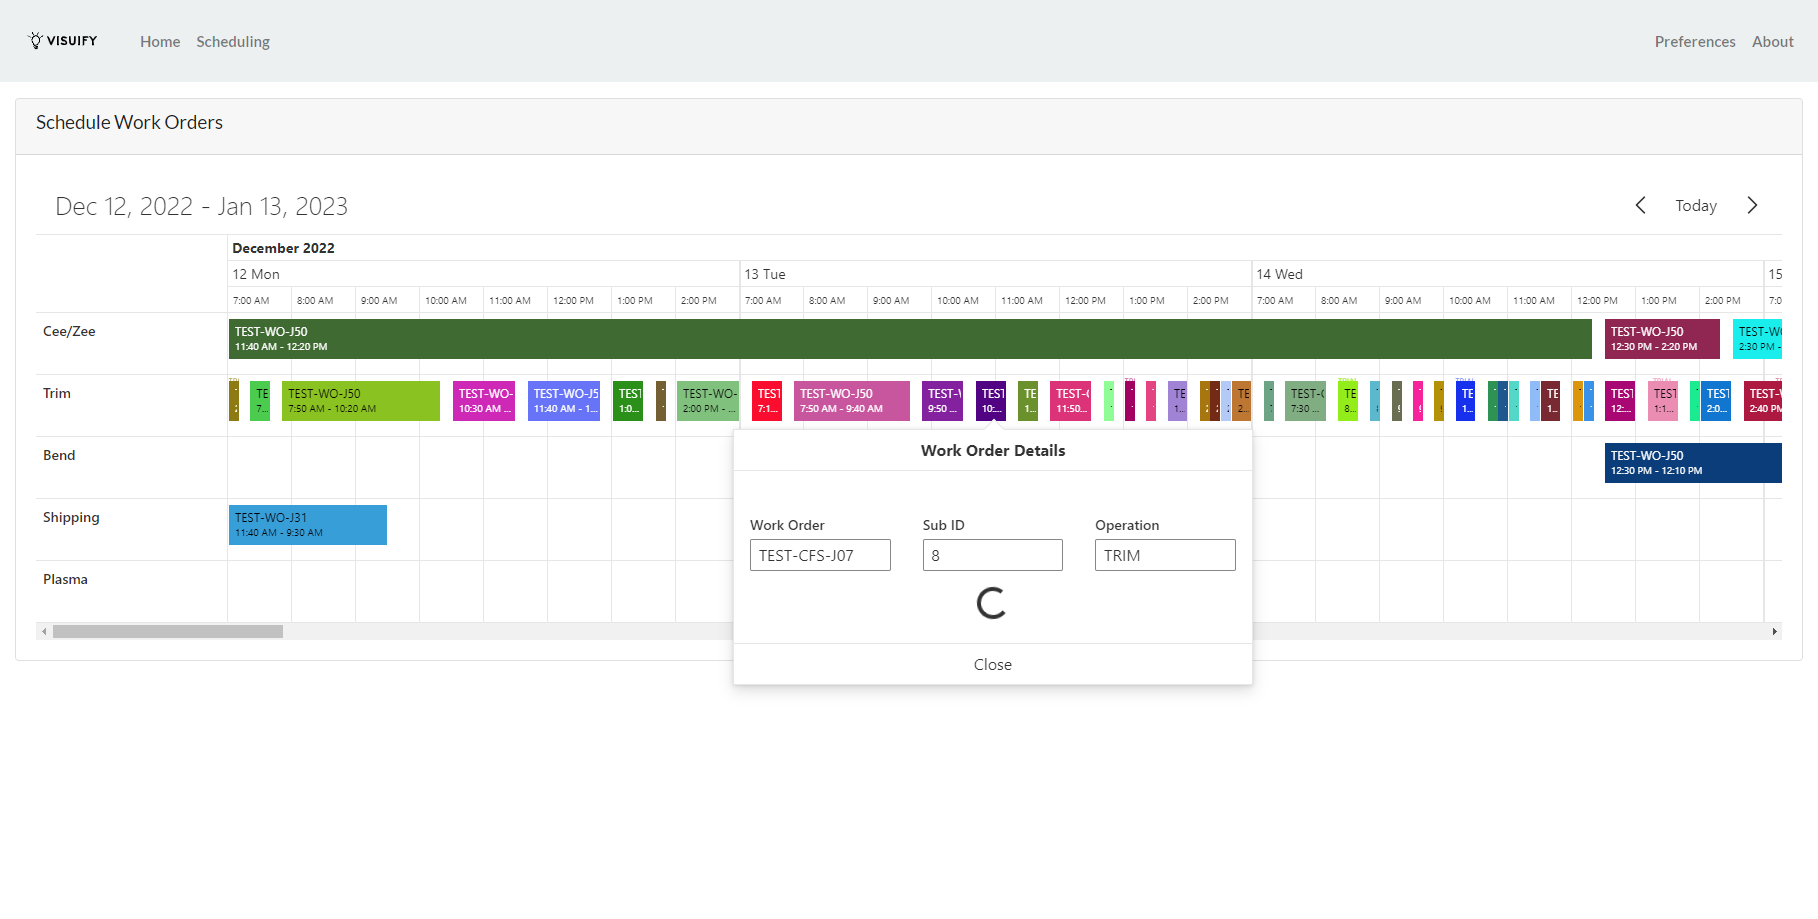 VISUIFY Home Scheduling Preferences About
Schedule Work Orders
Dec 12, 2022 - Jan 13, 2023 Today
December 2022
12 Mon 13 Tue 14 Wed 15
7:00 AM 8:00 AM 9:00 AM 10:00 AM 11:00 AM 12:00 PM 1:00 PM 2:00 PM 7:00 AM 8:00 AM 9:00 AM 10:00 AM 11:00 AM 12:00 PM 1:00 PM 2:00 PM 7:00 AM 8:00 AM 9:00 AM 10:00 AM 11:00 AM 12:00 PM 1:00 PM 2:00 PM 7:0
Cee/Zee TEST-WO-J50 TEST-WO-J50 TEST-W
11:40 AM - 12:20 PM 12:30 PM - 2:20 PM 2:30 PM -
Trim TE TEST-WO-J50 TEST-WO- TEST-WO-J5 TEST TEST-WO- TEST TEST-WO-J50 TEST-W TEST TE TEST-C TE TE TEST-C TE TE TE TEST TEST TEST TEST-W
7... 7:50 AM - 10:20 AM 10:30 AM ... 11:40 AM - 1... 1:0... 2:00 PM - ... 7:1... 7:50 AM - 9:40 AM 9:50 ... 10:... 1... 11:50... 1... 2... 7:30 ... 8... 1... 1... 12:... 1:1... 2:0... 2:40 PM
Bend TEST-WO-J50
12:30 PM - 12:10 PM
Shipping TEST-WO-J31
11:40 AM - 9:30 AM
Plasma
Work Order Details
Work Order Sub ID Operation
TEST-CFS-J07 8 TRIM
Close